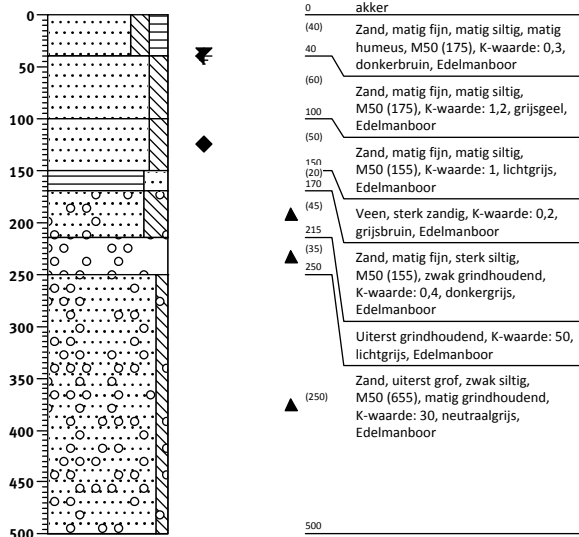 0
50
100
150
200
250
300
350
400
450
500
0
akker
(40)
Zand, matig fijn, matig siltig, matig
humeus, M50 (175), K-waarde: 0,3,
donkerbruin, Edelmanboor
40
(60)
Zand, matig fijn, matig siltig,
M50 (175), K-waarde: 1,2, grijsgeel,
Edelmanboor
100
(50)
Zand, matig fijn, matig siltig,
M50 (155), K-waarde: 1, lichtgrijs,
Edelmanboor
150
(20)
Veen, sterk zandig, K-waarde: 0,2,
grijsbruin, Edelmanboor
170
(45)
Zand, matig fijn, sterk siltig,
M50 (155), zwak grindhoudend,
K-waarde: 0,4, donkergrijs,
Edelmanboor
215
(35)
Uiterst grindhoudend, K-waarde: 50,
lichtgrijs, Edelmanboor
250
(250)
Zand, uiterst grof, zwak siltig,
M50 (655), matig grindhoudend,
K-waarde: 30, neutraalgrijs,
Edelmanboor
500